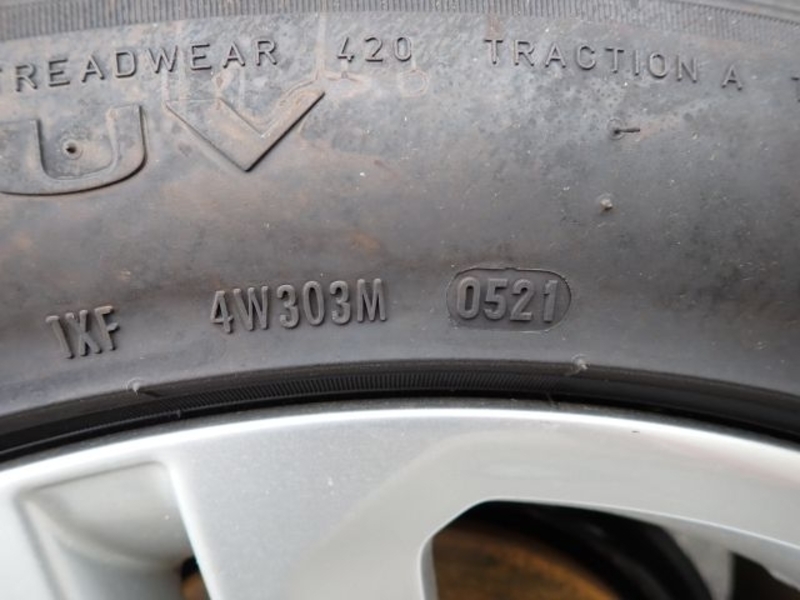 TREADWEAR 420 TRACTION A T
UV
1XF 4W303M 0521